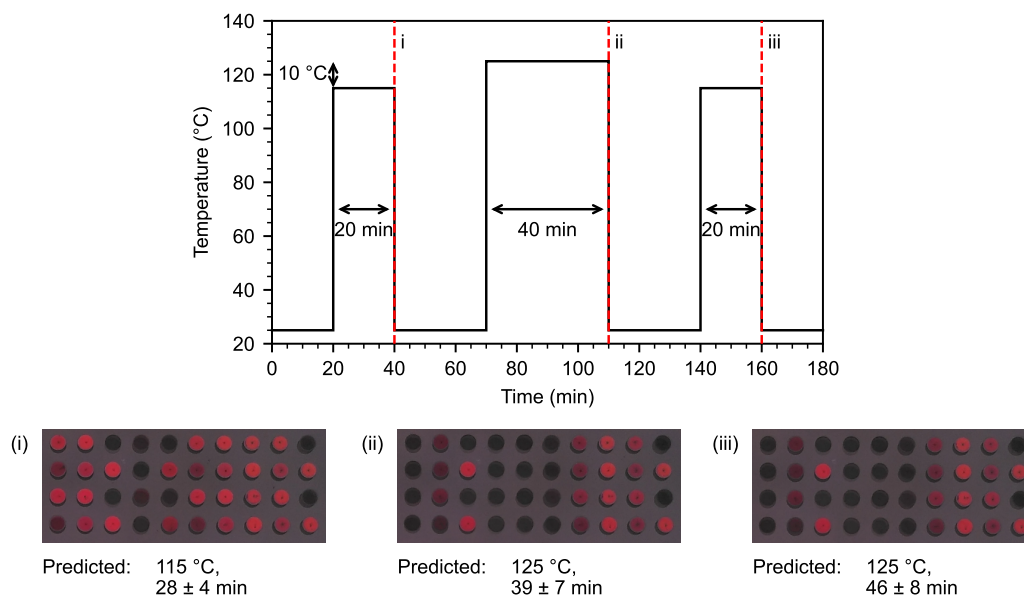 140
120
100
80
60
40
20
Temperature (°C)
10 °C
i
ii
iii
20 min
40 min
20 min
0 20 40 60 80 100 120 140 160 180
Time (min)
(i)
(ii)
(iii)
Predicted: 115 °C,
28 ± 4 min
Predicted: 125 °C,
39 ± 7 min
Predicted: 125 °C,
46 ± 8 min